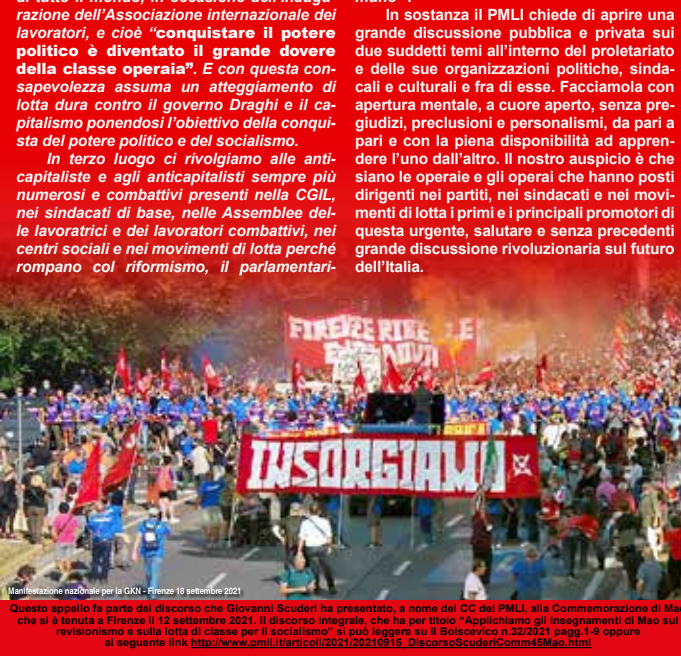 di tutto il mondo, in occasione dell'inaugu-
razione dell'Associazione internazionale dei
lavoratori, e cioè "conquistare il potere
politico è diventato il grande dovere
della classe operaia". E con questa con-
sapevolezza assuma un atteggiamento di
lotta dura contro il governo Draghi e il ca-
pitalismo ponendosi l'obiettivo della conqui-
sta del potere politico e del socialismo.
In terzo luogo ci rivolgiamo alle anti-
capitaliste e agli anticapitalisti sempre più
numerosi e combattivi presenti nella CGIL,
nei sindacati di base, nelle Assemblee del-
le lavoratrici e dei lavoratori combattivi, nei
centri sociali e nei movimenti di lotta perché
rompano col riformismo, il parlamentari-
In sostanza il PMLI chiede di aprire una
grande discussione pubblica e privata sui
due suddetti temi all'interno del proletariato
e delle sue organizzazioni politiche, sinda-
cali e culturali e fra di esse. Facciamola con
apertura mentale, a cuore aperto, senza pre-
giudizi, preclusioni e personalismi, da pari a
pari e con la piena disponibilità ad appren-
dere l'uno dall'altro. Il nostro auspicio è che
siano le operaie e gli operai che hanno posti
dirigenti nei partiti, nei sindacati e nei movi-
menti di lotta i primi e i principali promotori di
questa urgente, salutare e senza precedenti
grande discussione rivoluzionaria sul futuro
dell'Italia.
FIRENZE
INSORGIAMO
Manifestazione nazionale per la GKN - Firenze 18 settembre 2021
Questo appello fa parte del discorso che Giovanni Scuderi ha presentato, a nome del CC del PMLI, alla Commemorazione di Mao
che si è tenuta a Firenze il 12 settembre 2021. Il discorso integrale, che ha per titolo "Applichiamo gli insegnamenti di Mao sul
revisionismo e sulla lotta di classe per il socialismo" si può leggere su Il Bolscevico n.32/2021 pagg.1-9 oppure
al seguente link http://www.pmli.it/articoli/2021/20210915_DiscorsoScuderiComm45Mao.html